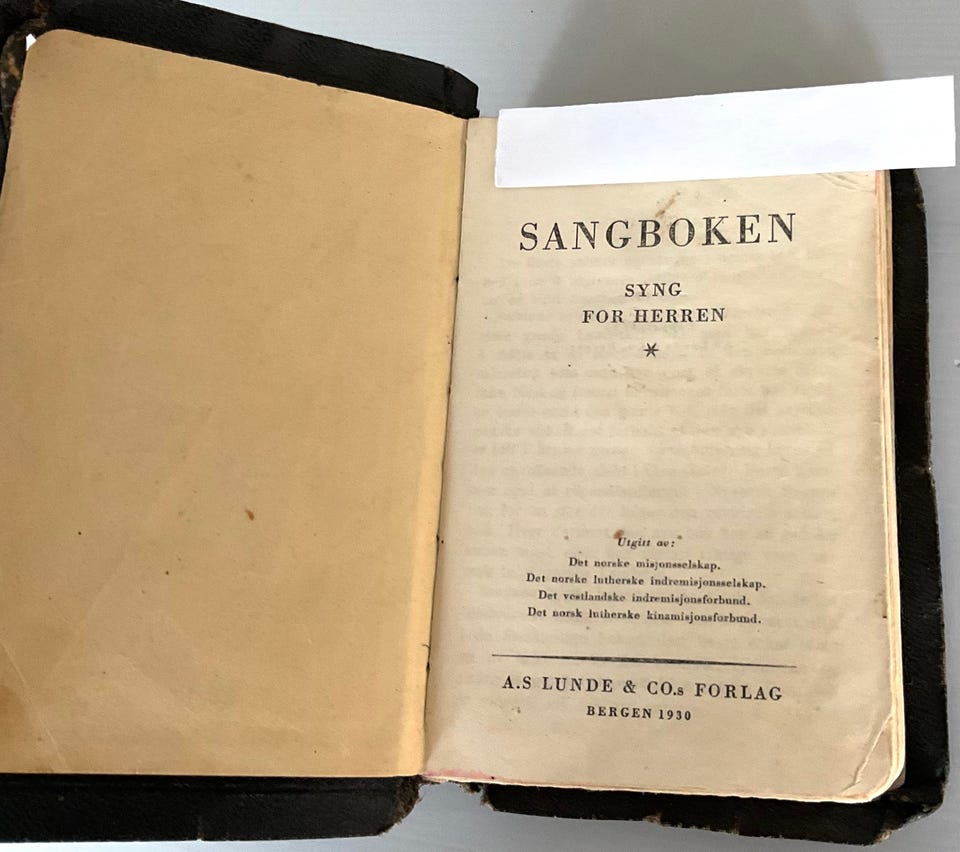 SANGBOKEN
SYNG
FOR HERREN
*
Utgitt av:
Det norske misjonsselskap.
Det norske lutherske indremisjonsselskap.
Det vestlandske indremisjonsforbund.
Det norsk lutherske kinamisjonsforbund.
A.S LUNDE & CO.s FORLAG
BERGEN 1930